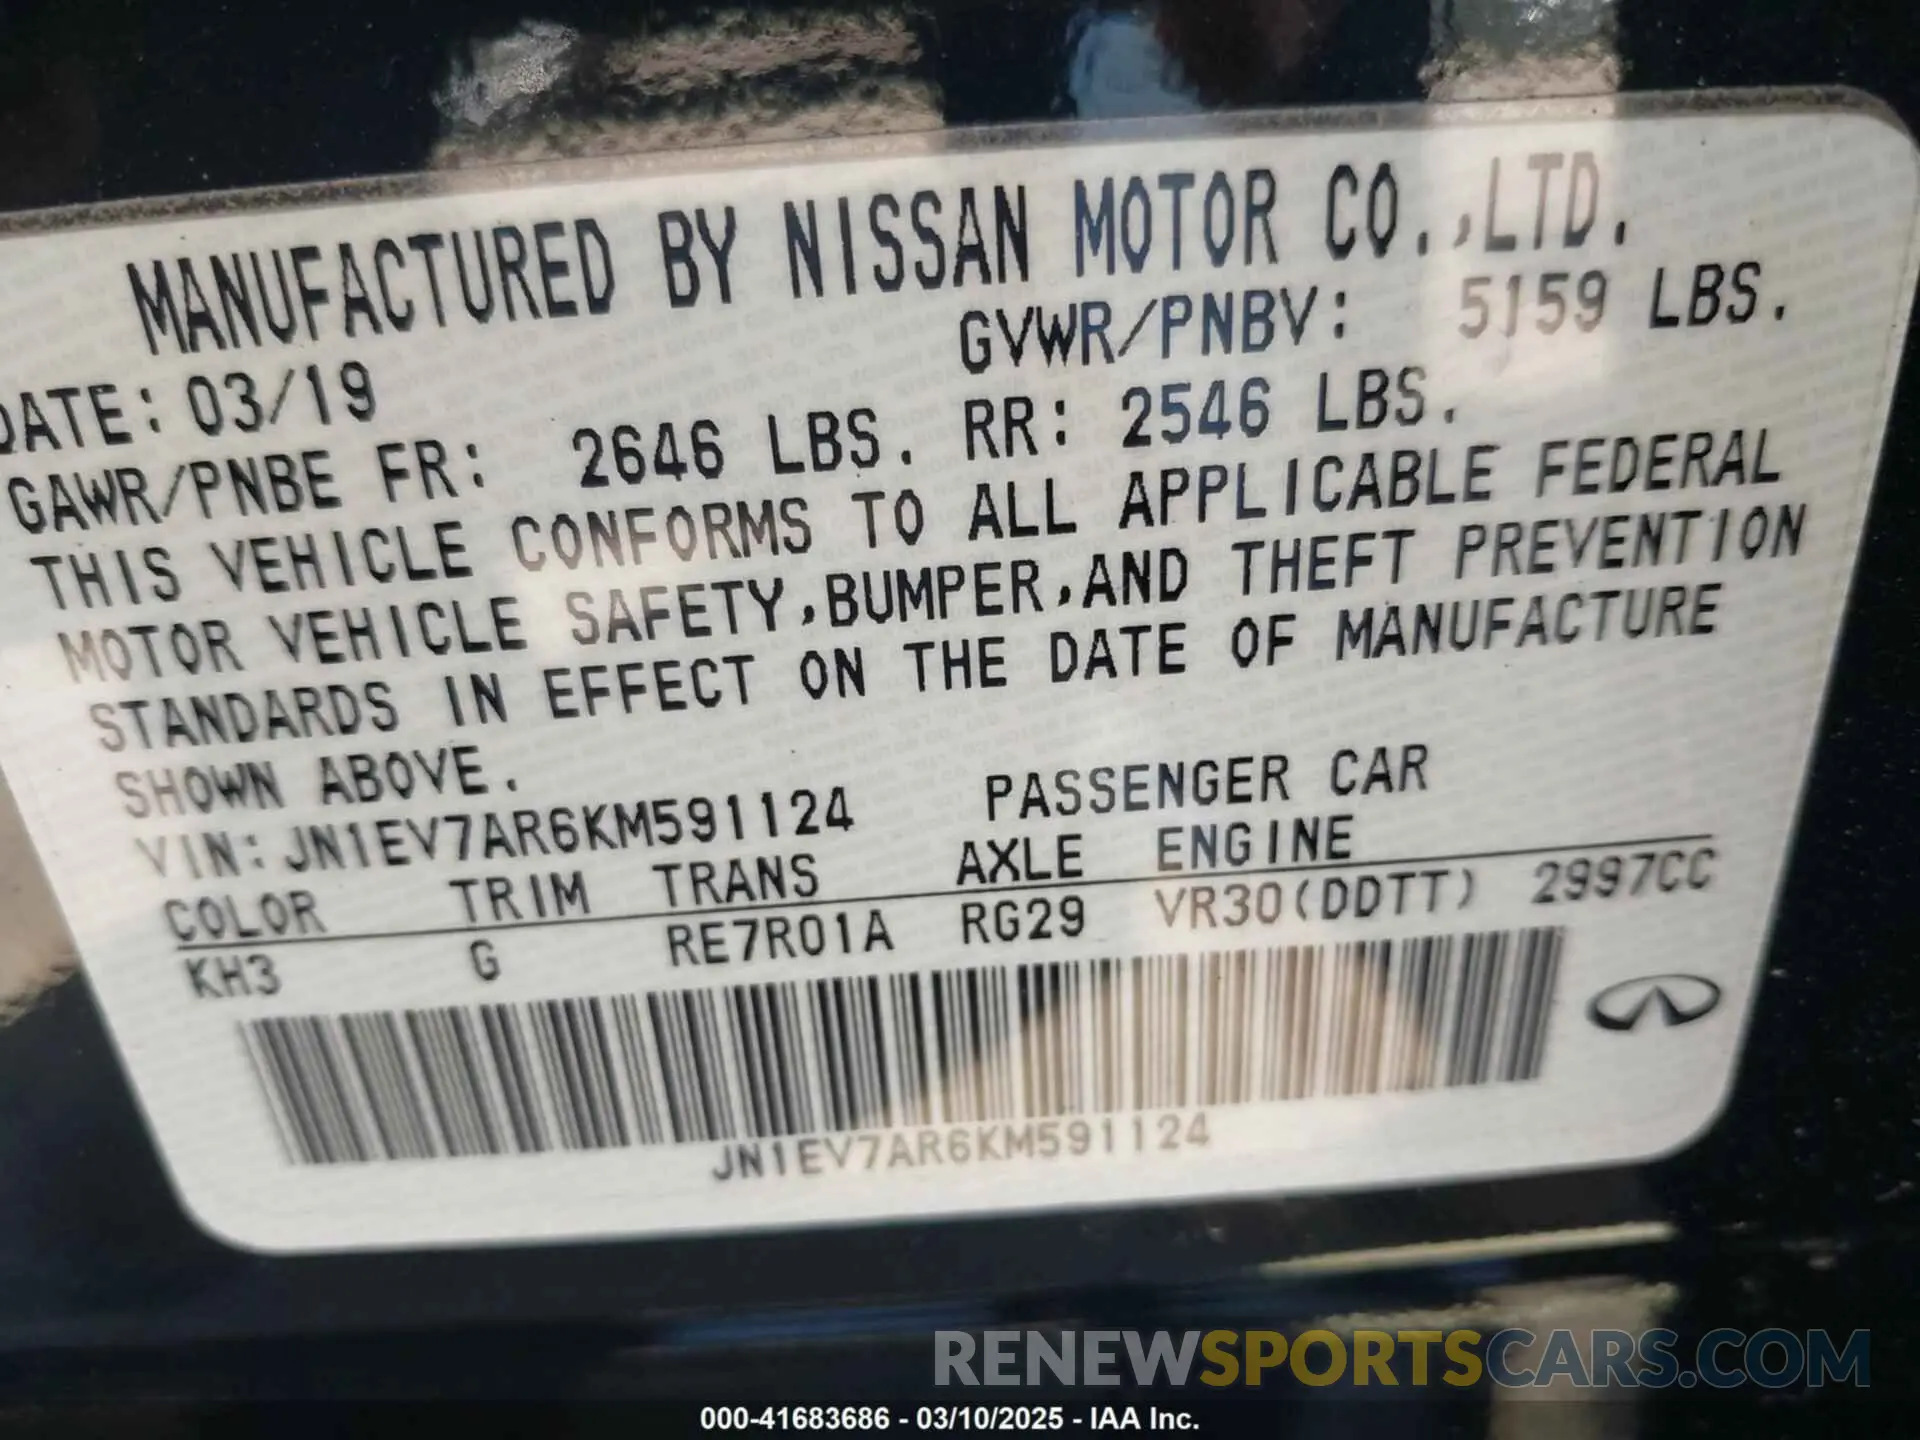 MANUFACTURED BY NISSAN MOTOR CO.,LTD.
DATE: 03/19 GVWR/PNBV: 5159 LBS.
GAWR/PNBE FR: 2646 LBS. RR: 2546 LBS.
THIS VEHICLE CONFORMS TO ALL APPLICABLE FEDERAL
MOTOR VEHICLE SAFETY,BUMPER,AND THEFT PREVENTION
STANDARDS IN EFFECT ON THE DATE OF MANUFACTURE
SHOWN ABOVE.
VIN: JN1EV7AR6KM591124 PASSENGER CAR
COLOR TRIM TRANS AXLE ENGINE
KH3 G RE7R01A RG29 VR30(DDTT) 2997CC
JN1EV7AR6KM591124
RENEWSPORTSCARS.COM
000-41683686 - 03/10/2025 - IAA Inc.